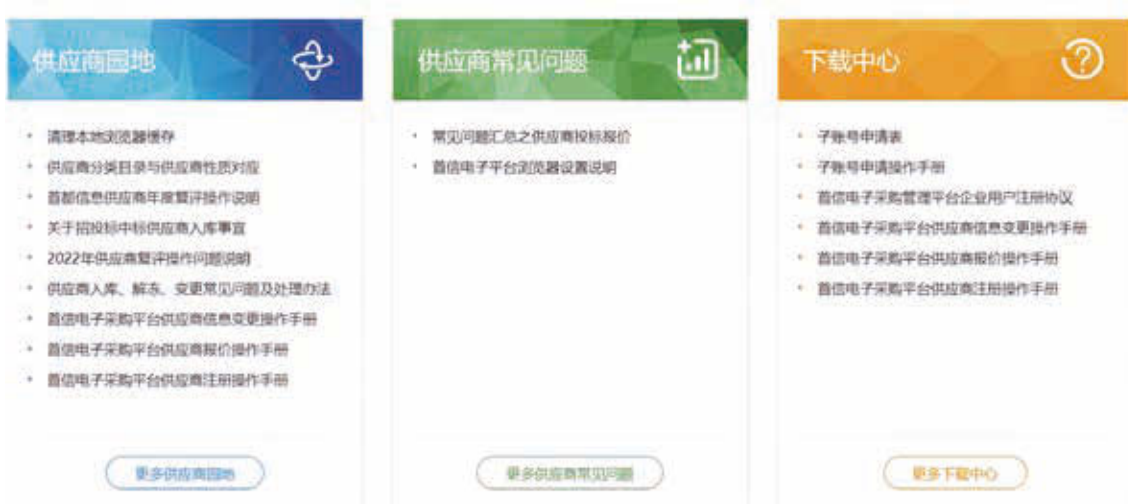 供应商园地
清理本地浏览器缓存
供应商分类目录与供应商性质对应
首都信息供应商年度复评操作说明
关于招投标中标供应商入库事宜
2022年供应商复评操作问题说明
供应商入库、解冻、变更常见问题及处理办法
首信电子采购平台供应商信息变更操作手册
首信电子采购平台供应商报价操作手册
首信电子采购平台供应商注册操作手册
更多供应商园地
供应商常见问题
常见问题汇总之供应商投标报价
首信电子平台浏览器设置说明
更多供应商常见问题
下载中心
子账号申请表
子账号申请操作手册
首信电子采购管理平台企业用户注册协议
首信电子采购平台供应商信息变更操作手册
首信电子采购平台供应商报价操作手册
首信电子采购平台供应商注册操作手册
更多下载中心